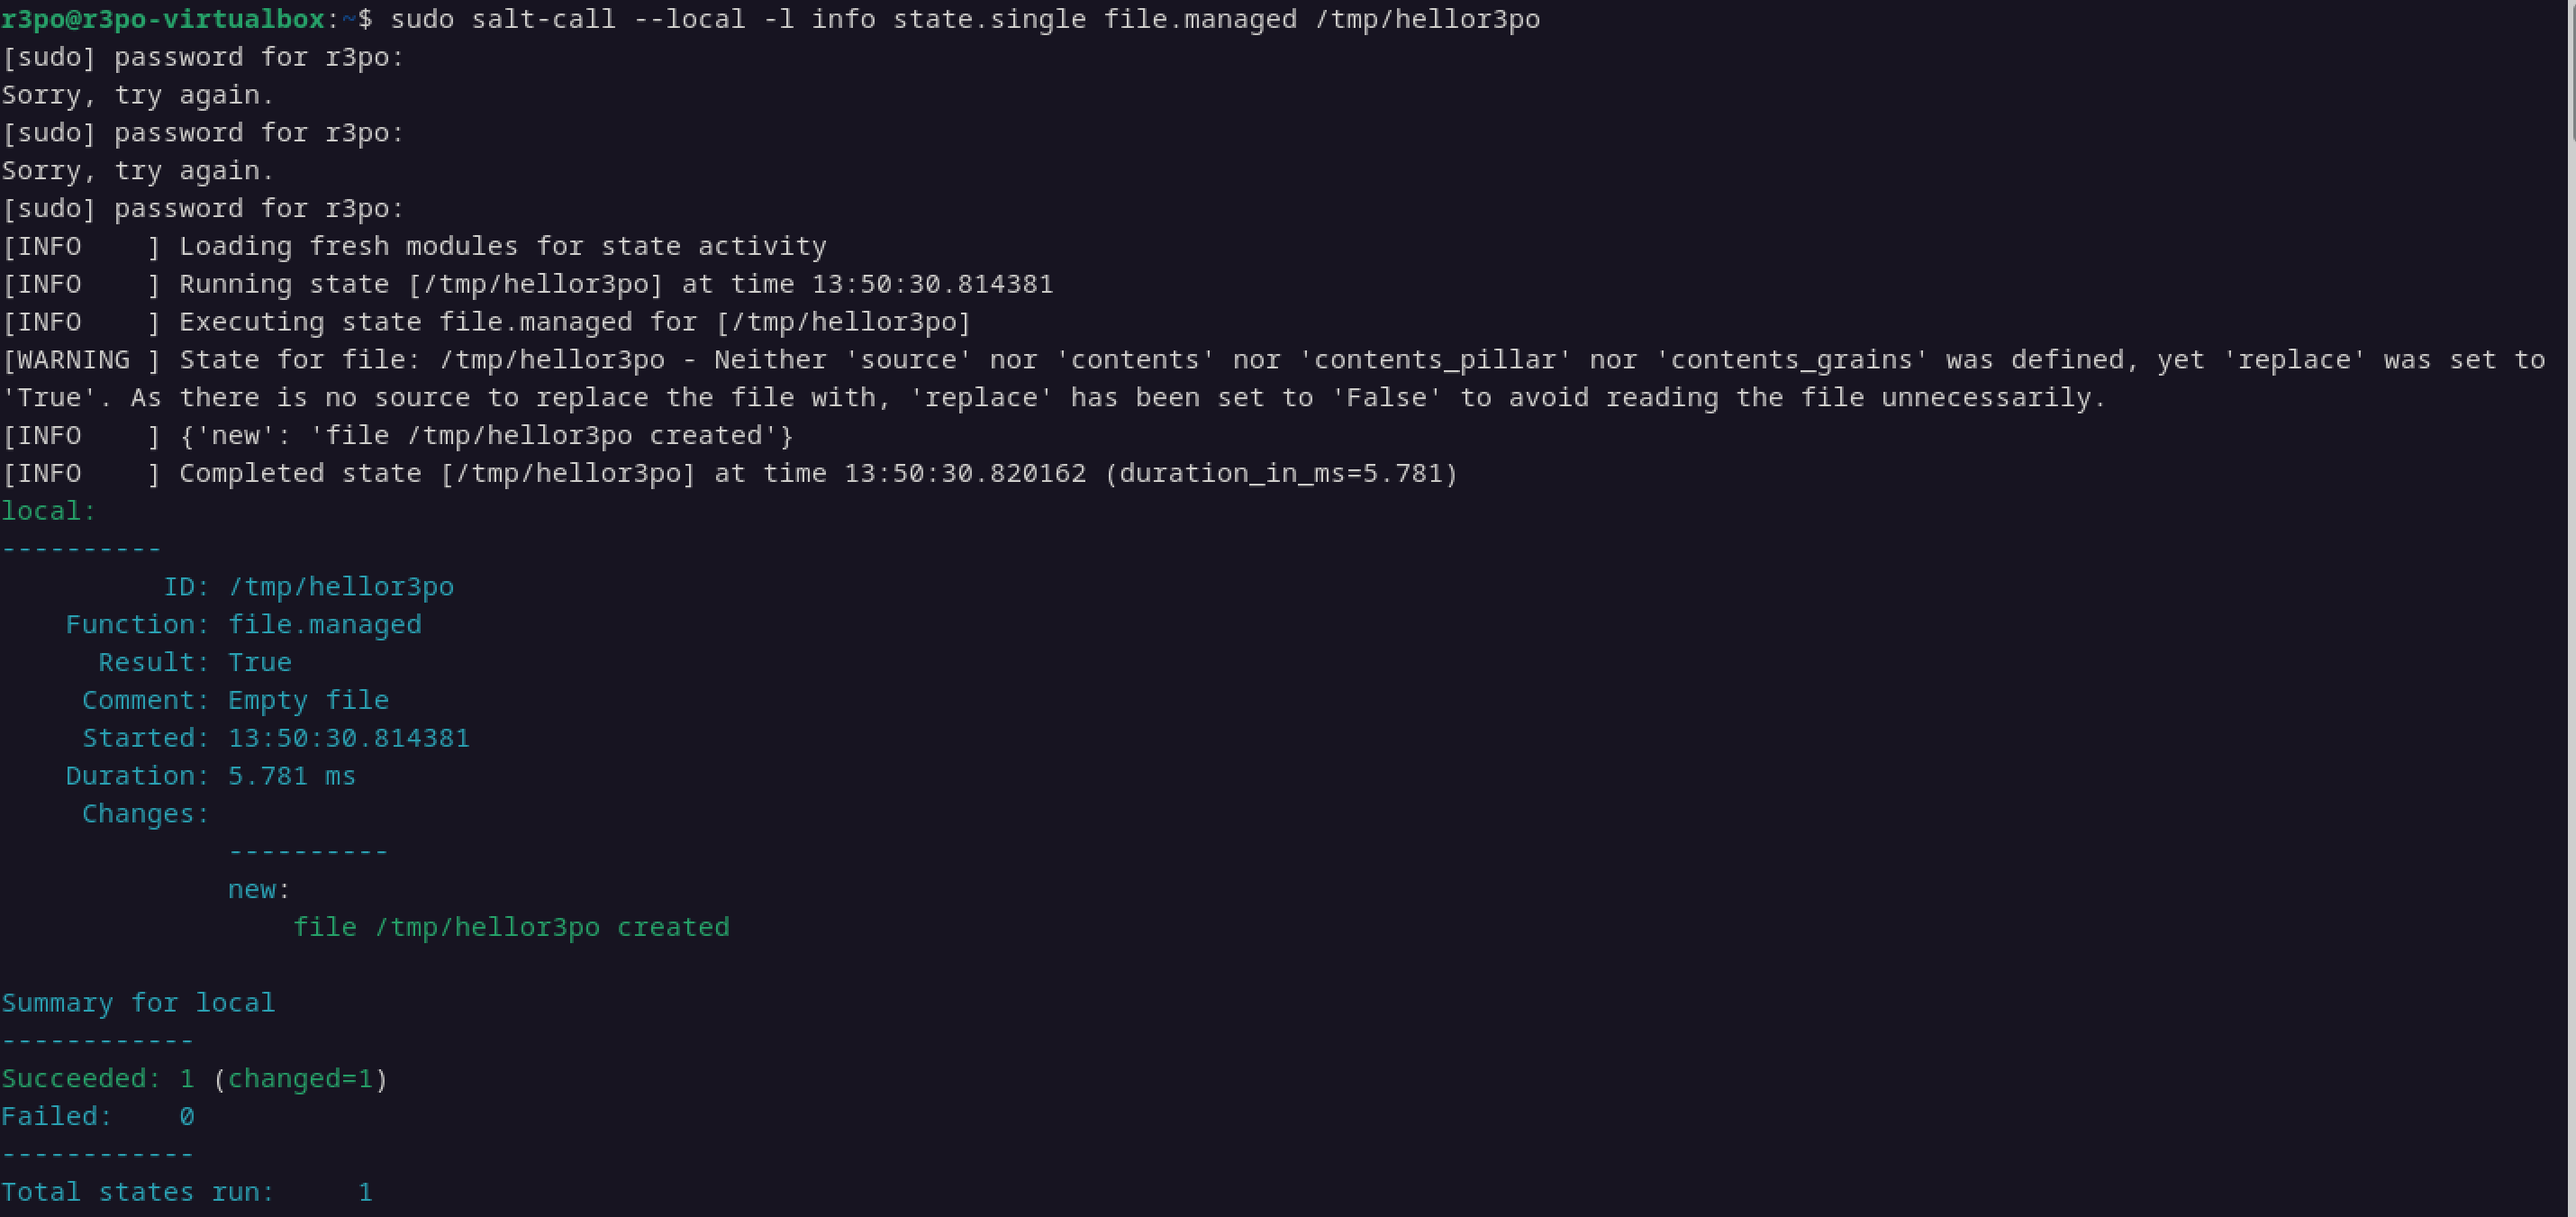 r3po@r3po-virtualbox:~$ sudo salt-call --local -l info state.single file.managed /tmp/hellor3po
[sudo] password for r3po:
Sorry, try again.
[sudo] password for r3po:
Sorry, try again.
[sudo] password for r3po:
[INFO    ] Loading fresh modules for state activity
[INFO    ] Running state [/tmp/hellor3po] at time 13:50:30.814381
[INFO    ] Executing state file.managed for [/tmp/hellor3po]
[WARNING ] State for file: /tmp/hellor3po - Neither 'source' nor 'contents' nor 'contents_pillar' nor 'contents_grains' was defined, yet 'replace' was set to
'True'. As there is no source to replace the file with, 'replace' has been set to 'False' to avoid reading the file unnecessarily.
[INFO    ] {'new': 'file /tmp/hellor3po created'}
[INFO    ] Completed state [/tmp/hellor3po] at time 13:50:30.820162 (duration_in_ms=5.781)
local:
----------
          ID: /tmp/hellor3po
    Function: file.managed
      Result: True
     Comment: Empty file
     Started: 13:50:30.814381
    Duration: 5.781 ms
     Changes:
              ----------
              new:
                  file /tmp/hellor3po created

Summary for local
------------
Succeeded: 1 (changed=1)
Failed:    0
------------
Total states run:     1